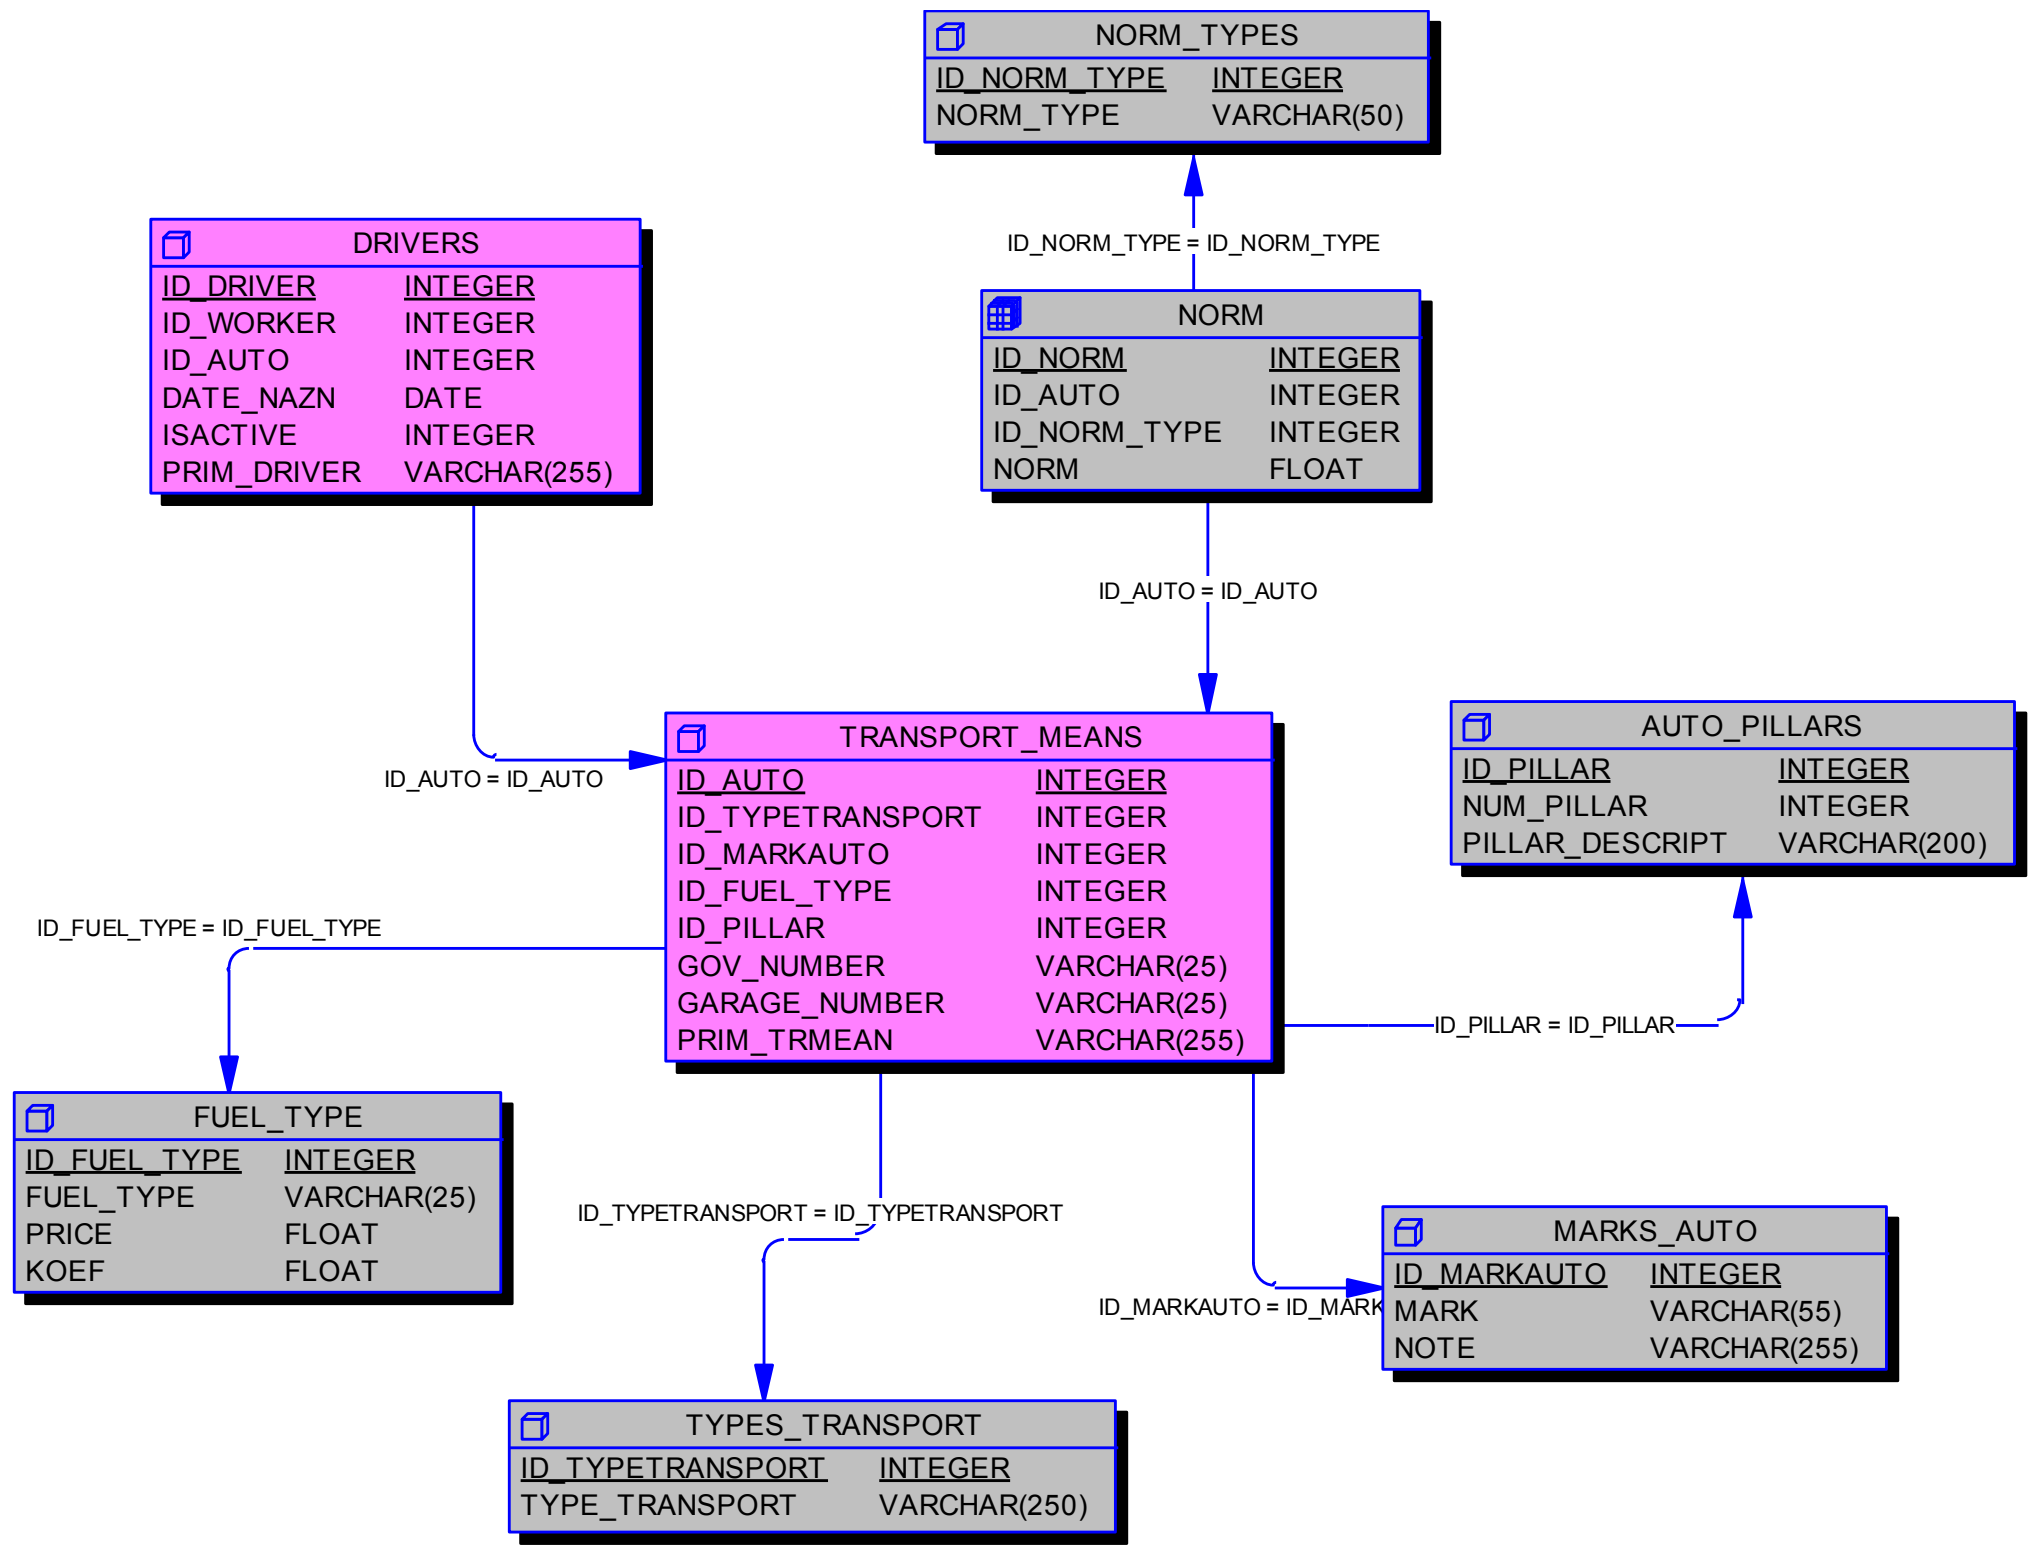 NORM_TYPES
ID_NORM_TYPE INTEGER
NORM_TYPE VARCHAR(50)
ID_NORM_TYPE = ID_NORM_TYPE
DRIVERS
ID_DRIVER INTEGER
ID_WORKER INTEGER
ID_AUTO INTEGER
DATE_NAZN DATE
ISACTIVE INTEGER
PRIM_DRIVER VARCHAR(255)
NORM
ID_NORM INTEGER
ID_AUTO INTEGER
ID_NORM_TYPE INTEGER
NORM FLOAT
ID_AUTO = ID_AUTO
ID_AUTO = ID_AUTO
TRANSPORT_MEANS
ID_AUTO INTEGER
ID_TYPETRANSPORT INTEGER
ID_MARKAUTO INTEGER
ID_FUEL_TYPE INTEGER
ID_PILLAR INTEGER
GOV_NUMBER VARCHAR(25)
GARAGE_NUMBER VARCHAR(25)
PRIM_TRMEAN VARCHAR(255)
AUTO_PILLARS
ID_PILLAR INTEGER
NUM_PILLAR INTEGER
PILLAR_DESCRIPT VARCHAR(200)
ID_FUEL_TYPE = ID_FUEL_TYPE
ID_PILLAR = ID_PILLAR
FUEL_TYPE
ID_FUEL_TYPE INTEGER
FUEL_TYPE VARCHAR(25)
PRICE FLOAT
KOEF FLOAT
ID_TYPETRANSPORT = ID_TYPETRANSPORT
MARKS_AUTO
ID_MARKAUTO INTEGER
MARK VARCHAR(55)
NOTE VARCHAR(255)
ID_MARKAUTO = ID_MARK
TYPES_TRANSPORT
ID_TYPETRANSPORT INTEGER
TYPE_TRANSPORT VARCHAR(250)